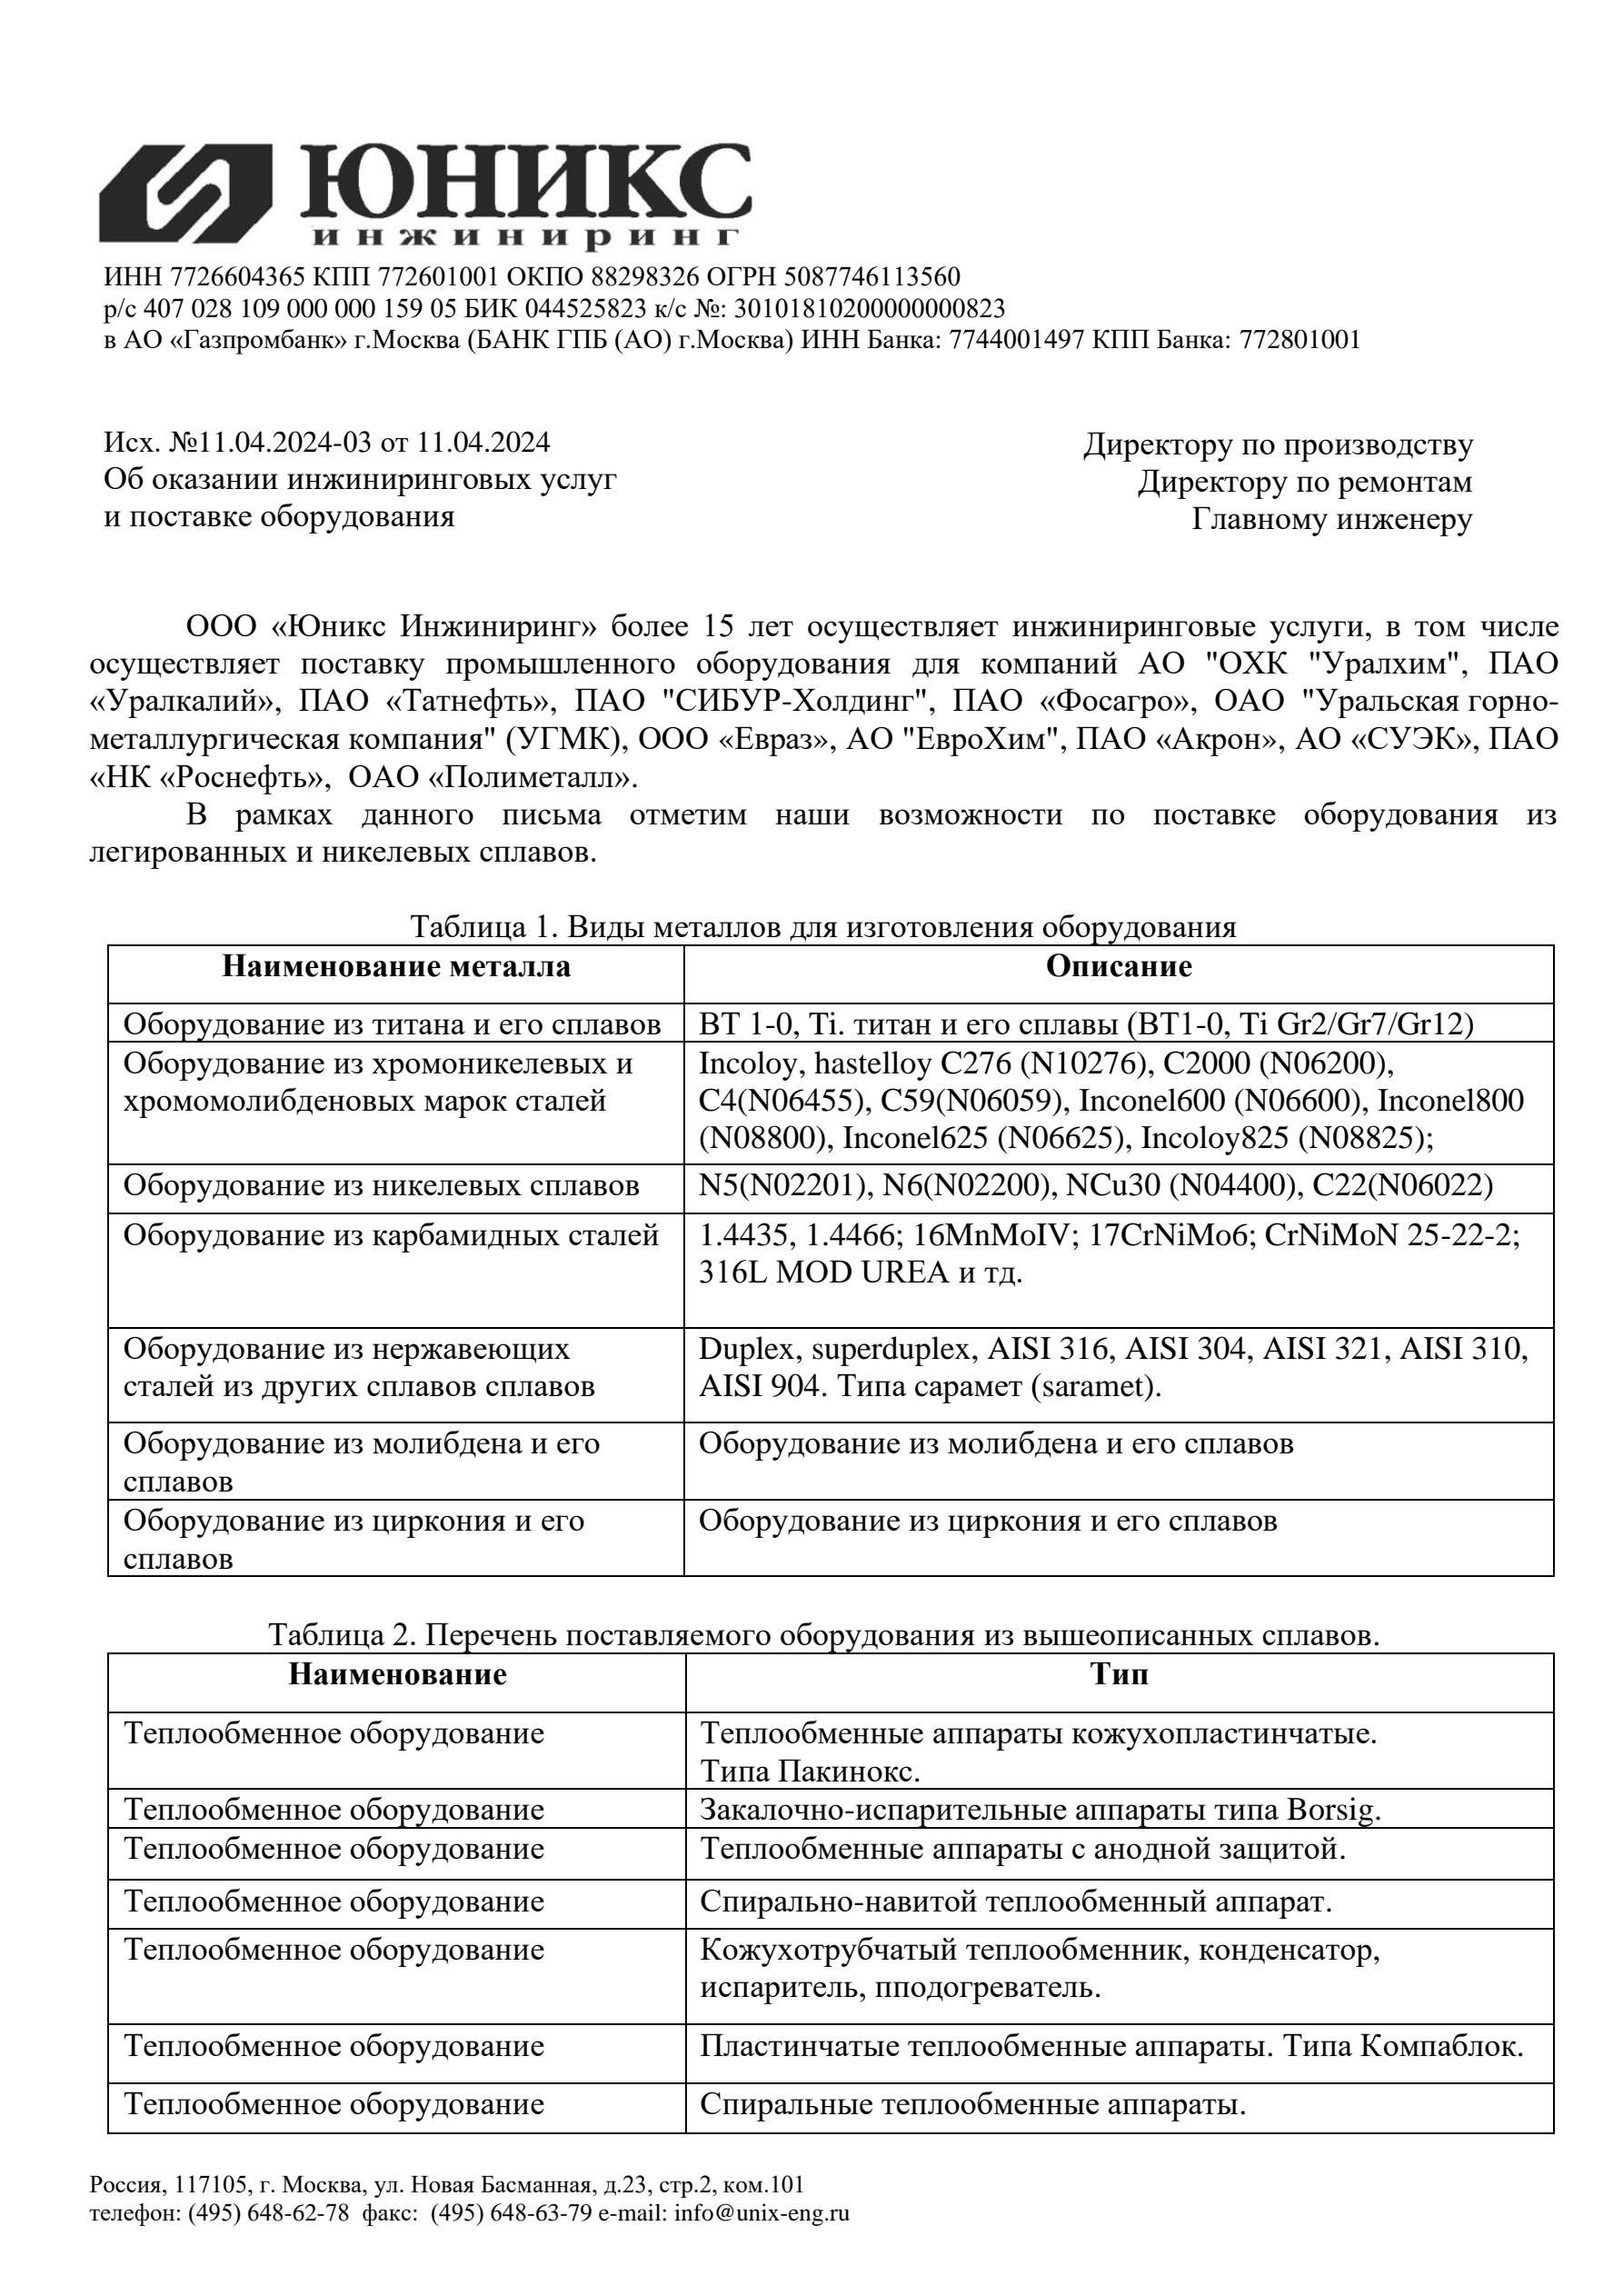 ЮНИКС
инжиниринг
ИНН 7726604365 КПП 772601001 ОКПО 88298326 ОГРН 5087746113560
р/с 407 028 109 000 000 159 05 БИК 044525823 к/с №: 30101810200000000823
в АО «Газпромбанк» г.Москва (БАНК ГПБ (АО) г.Москва) ИНН Банка: 7744001497 КПП Банка: 772801001
Исх. №11.04.2024-03 от 11.04.2024
Об оказании инжиниринговых услуг
и поставке оборудования
Директору по производству
Директору по ремонтам
Главному инженеру
ООО «Юникс Инжиниринг» более 15 лет осуществляет инжиниринговые услуги, в том числе
осуществляет поставку промышленного оборудования для компаний АО "ОХК "Уралхим", ПАО
«Уралкалий», ПАО «Татнефть», ПАО "СИБУР-Холдинг", ПАО «Фосагро», ОАО "Уральская горно-
металлургическая компания" (УГМК), ООО «Евраз», АО "ЕвроХим", ПАО «Акрон», АО «СУЭК», ПАО
«НК «Роснефть», ОАО «Полиметалл».
В рамках данного письма отметим наши возможности по поставке оборудования из
легированных и никелевых сплавов.
Таблица 1. Виды металлов для изготовления оборудования
Наименование металла
Описание
Оборудование из титана и его сплавов
ВТ 1-0, Ti. титан и его сплавы (ВТ1-0, Ti Gr2/Gr7/Gr12)
Оборудование из хромоникелевых и
хромомолибденовых марок сталей
Incoloy, hastelloy C276 (N10276), C2000 (N06200),
C4(N06455), C59(N06059), Inconel600 (N06600), Inconel800
(N08800), Inconel625 (N06625), Incoloy825 (N08825);
Оборудование из никелевых сплавов
N5(N02201), N6(N02200), NCu30 (N04400), C22(N06022)
Оборудование из карбамидных сталей
1.4435, 1.4466; 16MnMoIV; 17CrNiMo6; CrNiMoN 25-22-2;
316L MOD UREA и тд.
Оборудование из нержавеющих
сталей из других сплавов сплавов
Duplex, superduplex, AISI 316, AISI 304, AISI 321, AISI 310,
AISI 904. Типа сарамет (saramet).
Оборудование из молибдена и его
сплавов
Оборудование из молибдена и его сплавов
Оборудование из циркония и его
сплавов
Оборудование из циркония и его сплавов
Таблица 2. Перечень поставляемого оборудования из вышеописанных сплавов.
Наименование
Тип
Теплообменное оборудование
Теплообменные аппараты кожухопластинчатые.
Типа Пакинокс.
Теплообменное оборудование
Закалочно-испарительные аппараты типа Borsig.
Теплообменное оборудование
Теплообменные аппараты с анодной защитой.
Теплообменное оборудование
Спирально-навитой теплообменный аппарат.
Теплообменное оборудование
Кожухотрубчатый теплообменник, конденсатор,
испаритель, пподогреватель.
Теплообменное оборудование
Пластинчатые теплообменные аппараты. Типа Компаблок.
Теплообменное оборудование
Спиральные теплообменные аппараты.
Россия, 117105, г. Москва, ул. Новая Басманная, д.23, стр.2, ком.101
телефон: (495) 648-62-78 факс: (495) 648-63-79 e-mail: info@unix-eng.ru